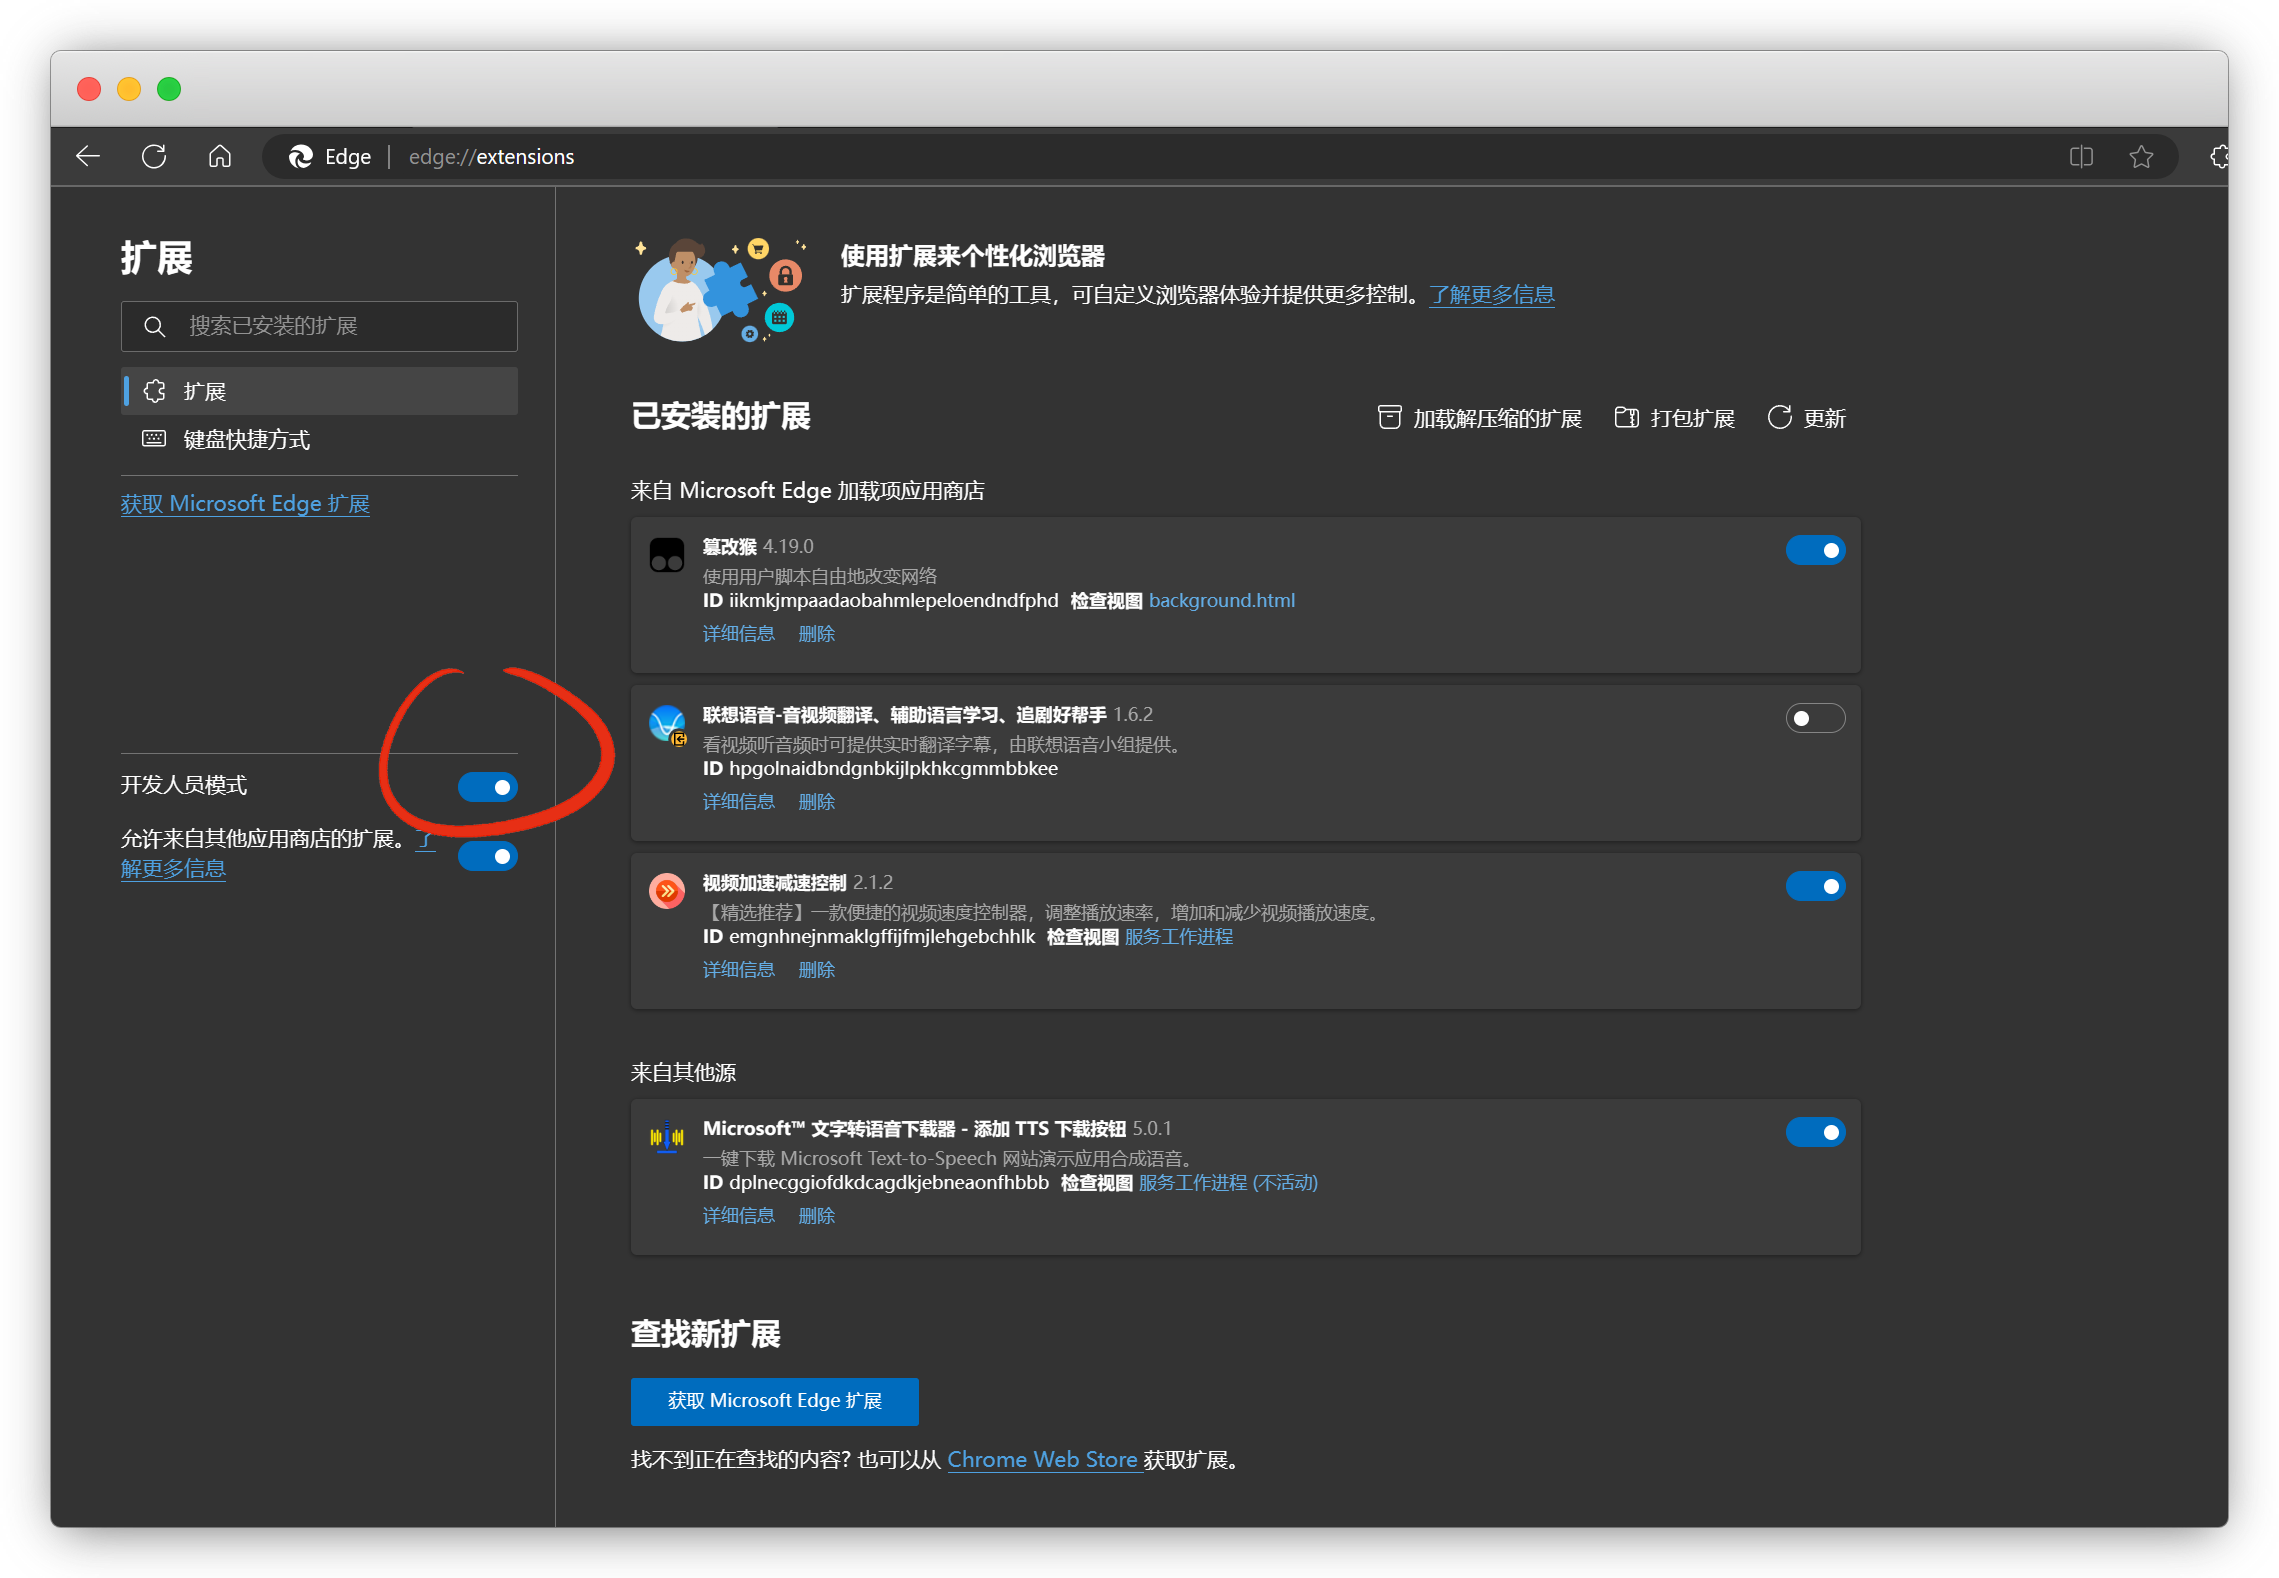 Edge | edge://extensions
扩展
搜索已安装的扩展
扩展
键盘快捷方式
获取 Microsoft Edge 扩展
开发人员模式
允许来自其他应用商店的扩展。了
解更多信息
使用扩展来个性化浏览器
扩展程序是简单的工具，可自定义浏览器体验并提供更多控制。了解更多信息
已安装的扩展
加载解压缩的扩展 打包扩展 更新
来自 Microsoft Edge 加载项应用商店
篡改猴 4.19.0
使用用户脚本自由地改变网络
ID iikmkjmpaadaobahmlepeloendndfphd 检查视图 background.html
详细信息 删除
联想语音-音视频翻译、辅助语言学习、追剧好帮手 1.6.2
看视频听音频时可提供实时翻译字幕，由联想语音小组提供。
ID hpgolnaidbndgnbkijlpkhkcgmmbbkee
详细信息 删除
视频加速减速控制 2.1.2
【精选推荐】一款便捷的视频速度控制器，调整播放速率，增加和减少视频播放速度。
ID emgnhnejnmaklgffijfmjlehgebchhlk 检查视图 服务工作进程
详细信息 删除
来自其他源
Microsoft™ 文字转语音下载器 - 添加 TTS 下载按钮 5.0.1
一键下载 Microsoft Text-to-Speech 网站演示应用合成语音。
ID dplnecggiofdkdcagdkjebneaonfhbbb 检查视图 服务工作进程 (不活动)
详细信息 删除
查找新扩展
获取 Microsoft Edge 扩展
找不到正在查找的内容? 也可以从 Chrome Web Store 获取扩展。